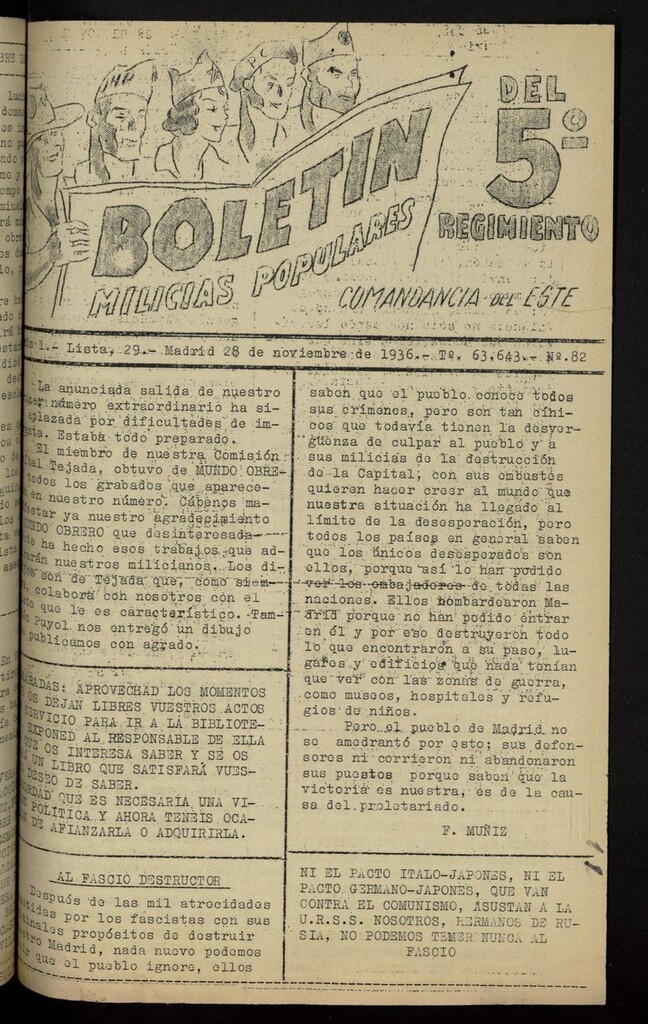 BOLETIN
MILICIAS POPULARES
DEL
5º
REGIMIENTO
COMANDANCIA DEL ESTE
1.- Lista, 29.- Madrid 28 de noviembre de 1936.- Tº. 63.643.- Nº.82
La anunciada salida de nuestro
número extraordinario ha si-
plazada por dificultades de im-
Estaba todo preparado.
El miembro de nuestra Comisión
Tejada, obtuvo de MUNDO OBRE-
todos los grabados que aparece-
en nuestro número. Cábenos ma-
ya nuestro agradecimiento
OBRERO que desinteresada-
ha hecho esos trabajos que ad-
nuestros milicianos. Los di-
son de Tejada que, como siem-
colaboró con nosotros con el
que le es característico. Tam-
Puyol nos entregó un dibujo
publicamos con agrado.
APROVECHAD LOS MOMENTOS
OS DEJAN LIBRES VUESTROS ACTOS
SERVICIO PARA IR A LA BIBLIOTE-
EXPONED AL RESPONSABLE DE ELLA
OS INTERESA SABER Y SE OS
UN LIBRO QUE SATISFARÁ VUES-
DESEO DE SABER.
QUE ES NECESARIA UNA VI-
POLÍTICA Y AHORA TENEIS OCA-
DE AFIANZARLA O ADQUIRIRLA.
AL FASCIO DESTRUCTOR
Después de las mil atrocidades
por los fascistas con sus
propósitos de destruir
Madrid, nada nuevo podemos
que el pueblo ignore, ellos
saben que el pueblo conoce todos
sus crímenes, pero son tan cíni-
cos que todavía tienen la desver-
güenza de culpar al pueblo y a
sus milicias de la destrucción
de la Capital; con sus embustes
quieren hacer creer al mundo que
nuestra situación ha llegado al
límite de la desesperación, pero
todos los países en general saben
que los únicos desesperados son
ellos, porque así lo han podido
ver los embajadores de todas las
naciones. Ellos bombardearon Ma-
drid porque no han podido entrar
en él y por eso destruyeron todo
lo que encontraron a su paso, lu-
gares y edificios que nada tenían
que ver con las zonas de guerra,
como museos, hospitales y refu-
gios de niños.
Pero el pueblo de Madrid no
se amedrantó por esto; sus defen-
sores ni corrieron ni abandonaron
sus puestos porque saben que la
victoria es nuestra, es de la cau-
sa del proletariado.
F. MUÑIZ
NI EL PACTO ITALO-JAPONES, NI EL
PACTO GERMANO-JAPONES, QUE VAN
CONTRA EL COMUNISMO, ASUSTAN A LA
U.R.S.S. NOSOTROS, HERMANOS DE RU-
SIA, NO PODEMOS TEMER NUNCA AL
FASCIO